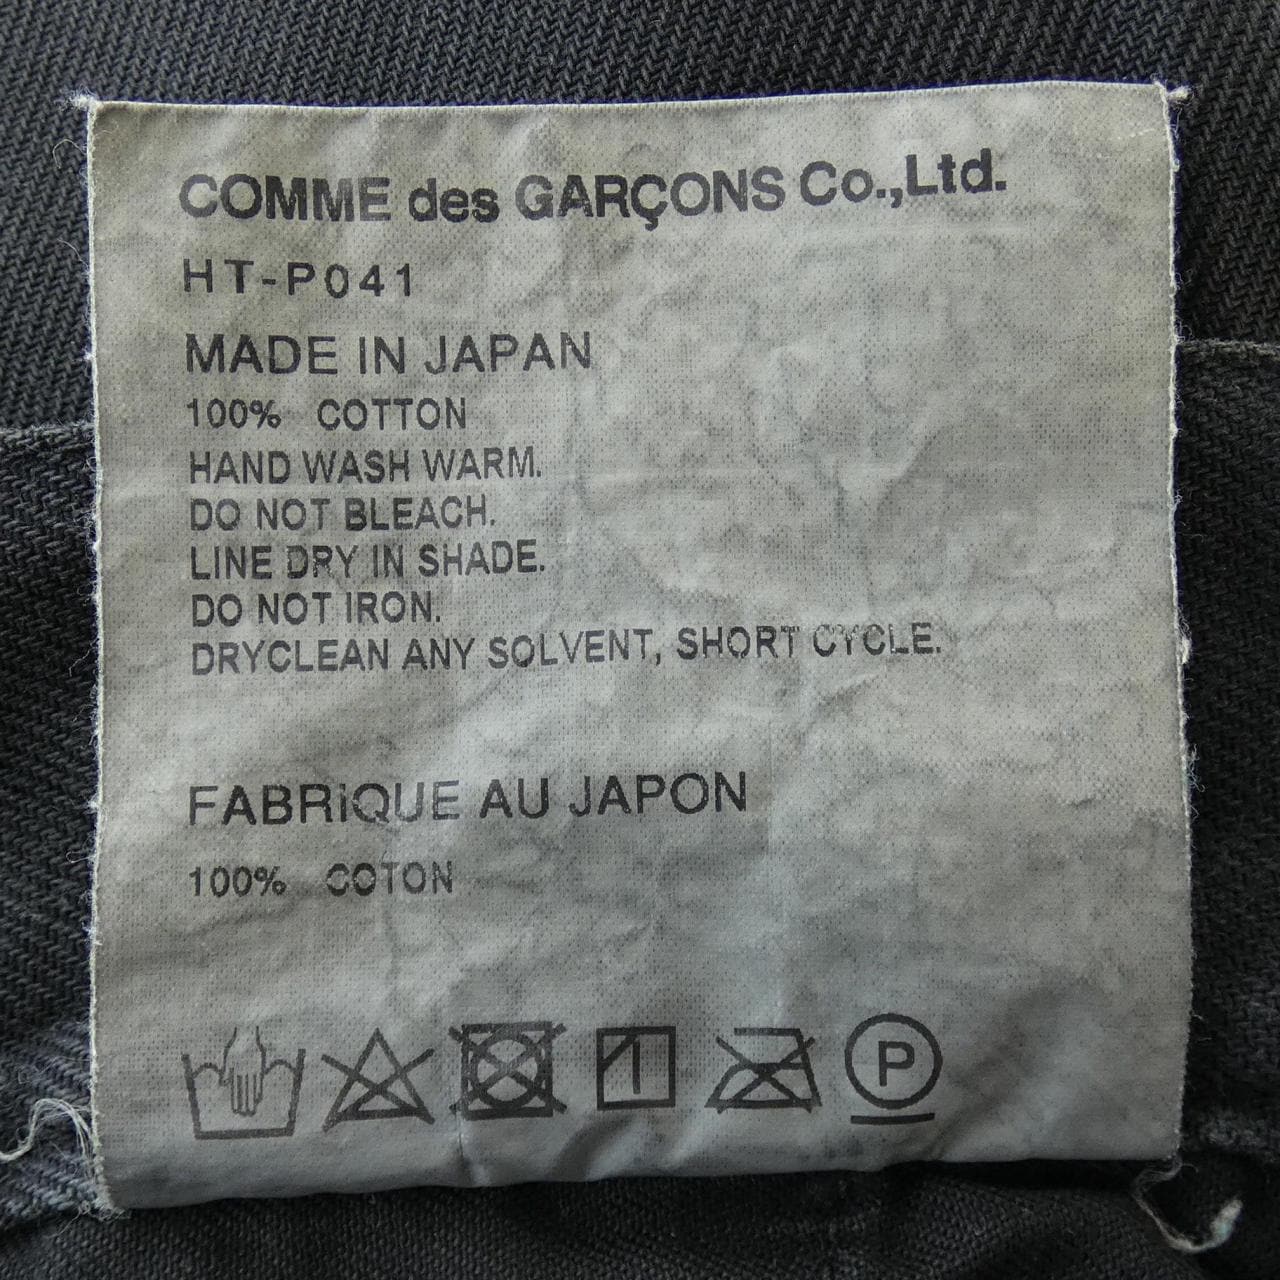 COMME des GARÇONS Co.,Ltd.
HT-P041
MADE IN JAPAN
100% COTTON
HAND WASH WARM.
DO NOT BLEACH.
LINE DRY IN SHADE.
DO NOT IRON.
DRYCLEAN ANY SOLVENT, SHORT CYCLE.
FABRiQUE AU JAPON
100% COTON
P